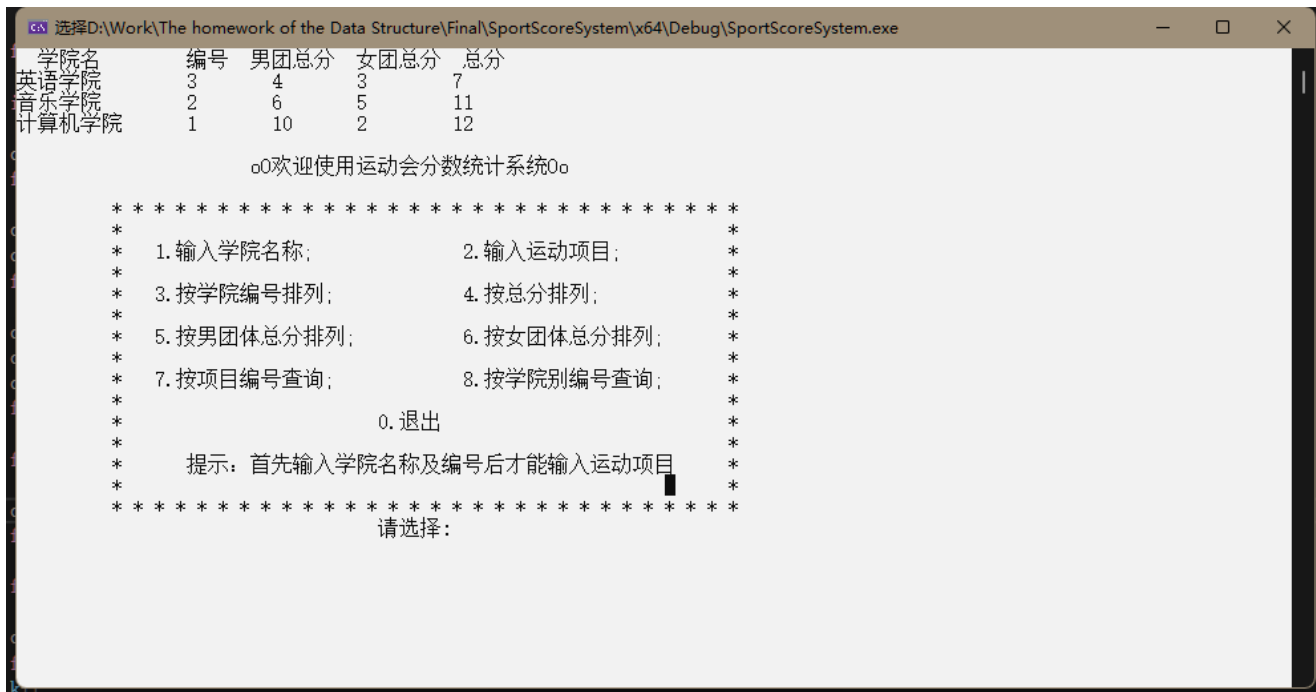 选择D:\Work\The homework of the Data Structure\Final\SportScoreSystem\x64\Debug\SportScoreSystem.exe
学院名 编号 男团总分 女团总分 总分
英语学院 3 4 3 7
音乐学院 2 6 5 11
计算机学院 1 10 2 12
oO欢迎使用运动会分数统计系统Oo
* * * * * * * * * * * * * * * * * * * * * * * * * * * * * *
* *
* 1.输入学院名称; 2.输入运动项目; *
* *
* 3.按学院编号排列; 4.按总分排列; *
* *
* 5.按男团体总分排列; 6.按女团体总分排列; *
* *
* 7.按项目编号查询; 8.按学院别编号查询; *
* *
* 0.退出 *
* *
* 提示：首先输入学院名称及编号后才能输入运动项目 *
* *
* * * * * * * * * * * * * * * * * * * * * * * * * * * * * *
请选择: